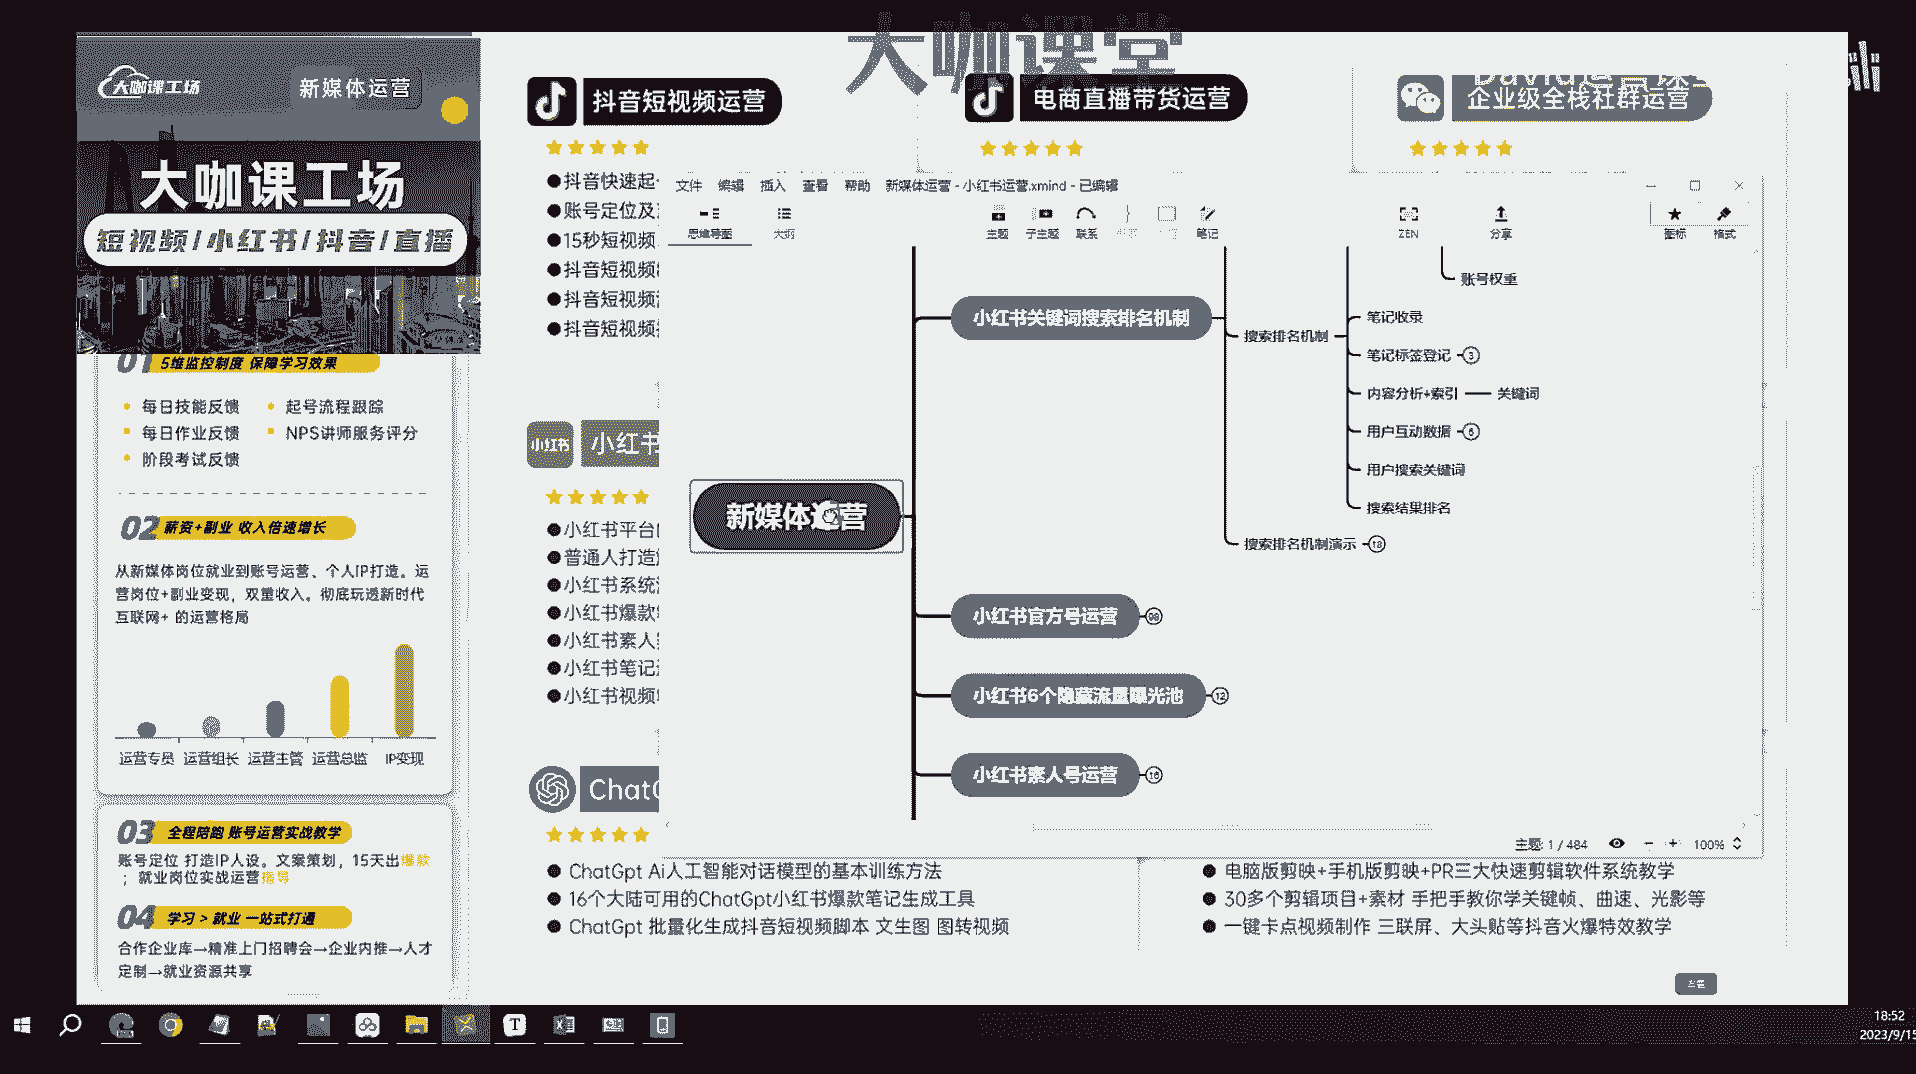 大咖课堂
大咖课工场
新媒体运营
大咖课工场
短视频/小红书/抖音/直播
01 5维监控制度 保障学习效果
每日技能反馈
起号流程跟踪
每日作业反馈
NPS讲师服务评分
阶段考试反馈
02 薪资+副业 收入倍速增长
从新媒体岗位就业到账号运营、个人IP打造。运
营岗位+副业变现，双重收入。彻底玩透新时代
互联网+ 的运营格局
运营专员 运营组长 运营主管 运营总监 IP变现
03 全程陪跑 账号运营实战教学
账号定位 打造IP人设。文案策划，15天出爆款
；就业岗位实战运营指导
04 学习 > 就业 一站式打通
合作企业库→精准上门招聘会→企业内推→人才
定制→就业资源共享
抖音短视频运营
抖音快速起
账号定位及
15秒短视频
抖音短视频
抖音短视频
抖音短视频
电商直播带货运营
企业级全栈社群运营
小红书
小红书
小红书平台
普通人打造
小红书系统
小红书爆款
小红书素人
小红书笔记
小红书视频
文件 编辑 插入 查看 帮助 新媒体运营 - 小红书运营.xmind - 已编辑
思维导图 大纲 主题 子主题 联系 笔记 ZEN 分享 图标 格式
新媒体运营
小红书关键词搜索排名机制
搜索排名机制
账号权重
笔记收录
笔记标签登记 3
内容分析+索引 关键词
用户互动数据 6
用户搜索关键词
搜索结果排名
搜索排名机制演示 18
小红书官方号运营 98
小红书6个隐藏流量曝光池 12
小红书素人号运营 16
主题: 1 / 484 100%
ChatG
ChatGpt Ai人工智能对话模型的基本训练方法
16个大陆可用的ChatGpt小红书爆款笔记生成工具
ChatGpt 批量化生成抖音短视频脚本 文生图 图转视频
电脑版剪映+手机版剪映+PR三大快速剪辑软件系统教学
30多个剪辑项目+素材 手把手教你学关键帧、曲速、光影等
一键卡点视频制作 三联屏、大头贴等抖音火爆特效教学
18:52
2023/9/15